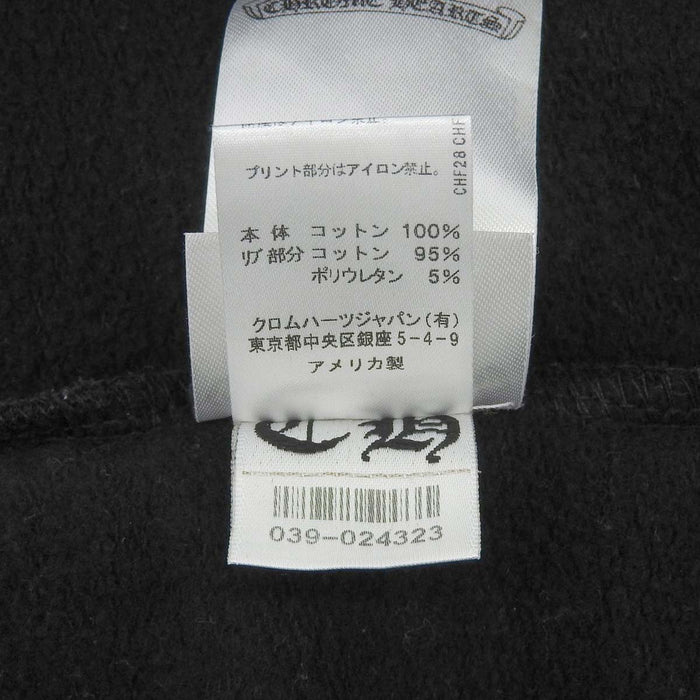 CHROME HEARTS
プリント部分はアイロン禁止。
CHF28 CHF
本体 コットン 100%
リブ部分 コットン 95%
ポリウレタン 5%
クロムハーツジャパン(有)
東京都中央区銀座5-4-9
アメリカ製
CH
039-024323